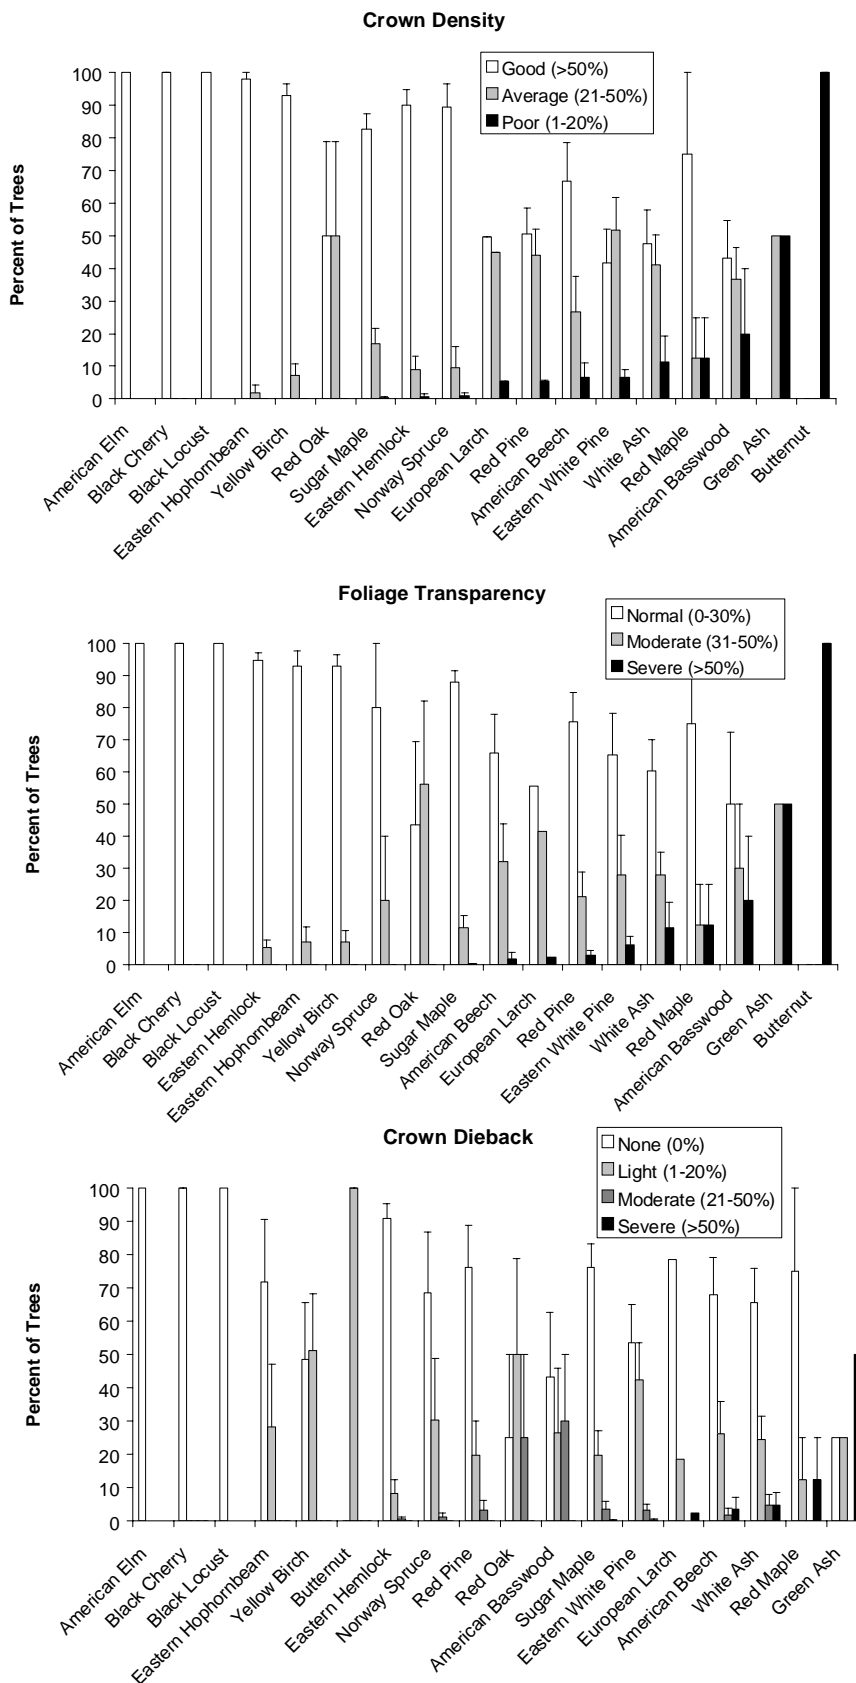 Crown Density
Good (>50%)
Average (21-50%)
Poor (1-20%)
Percent of Trees
100
90
80
70
60
50
40
30
20
10
0
American Elm
Black Cherry
Black Locust
Eastern Hophornbeam
Yellow Birch
Red Oak
Sugar Maple
Eastern Hemlock
Norway Spruce
European Larch
Red Pine
American Beech
Eastern White Pine
White Ash
Red Maple
American Basswood
Green Ash
Butternut
Foliage Transparency
Normal (0-30%)
Moderate (31-50%)
Severe (>50%)
Percent of Trees
100
90
80
70
60
50
40
30
20
10
0
American Elm
Black Cherry
Black Locust
Eastern Hemlock
Eastern Hophornbeam
Yellow Birch
Norway Spruce
Red Oak
Sugar Maple
American Beech
European Larch
Red Pine
Eastern White Pine
White Ash
Red Maple
American Basswood
Green Ash
Butternut
Crown Dieback
None (0%)
Light (1-20%)
Moderate (21-50%)
Severe (>50%)
Percent of Trees
100
90
80
70
60
50
40
30
20
10
0
American Elm
Black Cherry
Black Locust
Eastern Hophornbeam
Yellow Birch
Butternut
Eastern Hemlock
Norway Spruce
Red Pine
Red Oak
American Basswood
Sugar Maple
Eastern White Pine
European Larch
American Beech
White Ash
Red Maple
Green Ash